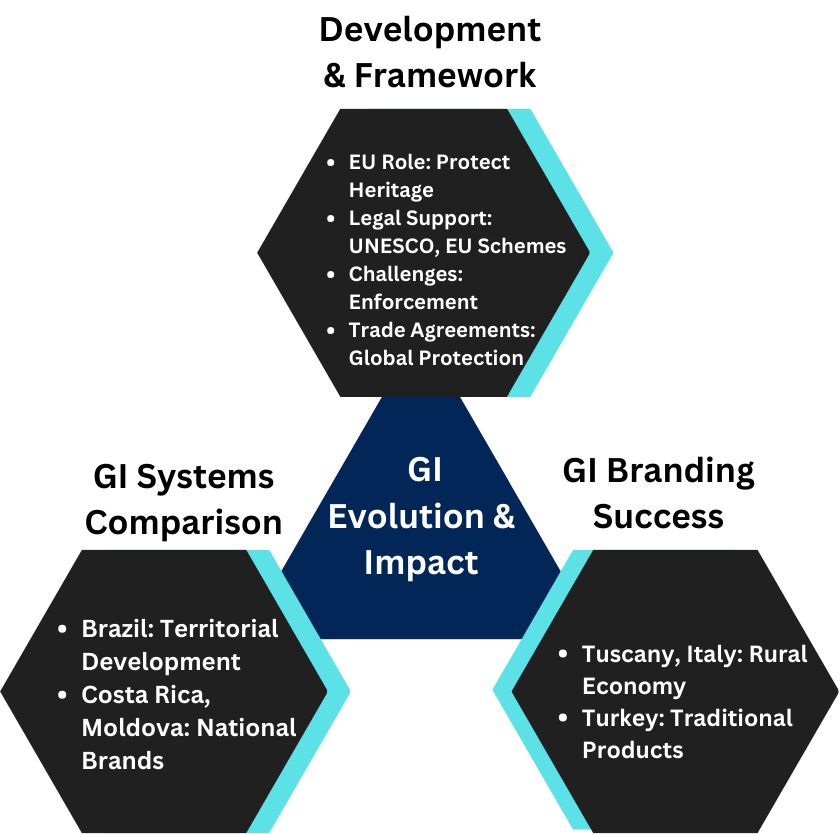 Development
& Framework
• EU Role: Protect
Heritage
• Legal Support:
UNESCO, EU Schemes
• Challenges:
Enforcement
• Trade Agreements:
Global Protection
GI
Evolution &
Impact
GI Systems
Comparison
• Brazil: Territorial
Development
• Costa Rica,
Moldova: National
Brands
GI Branding
Success
• Tuscany, Italy: Rural
Economy
• Turkey: Traditional
Products